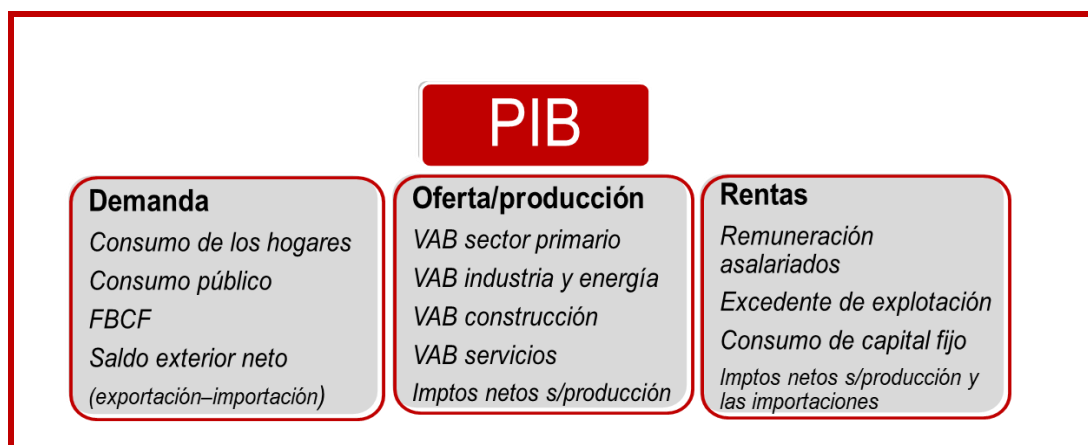 PIB
Demanda
Consumo de los hogares
Consumo público
FBCF
Saldo exterior neto
(exportación–importación)
Oferta/producción
VAB sector primario
VAB industria y energía
VAB construcción
VAB servicios
Imptos netos s/producción
Rentas
Remuneración
asalariados
Excedente de explotación
Consumo de capital fijo
Imptos netos s/producción y
las importaciones